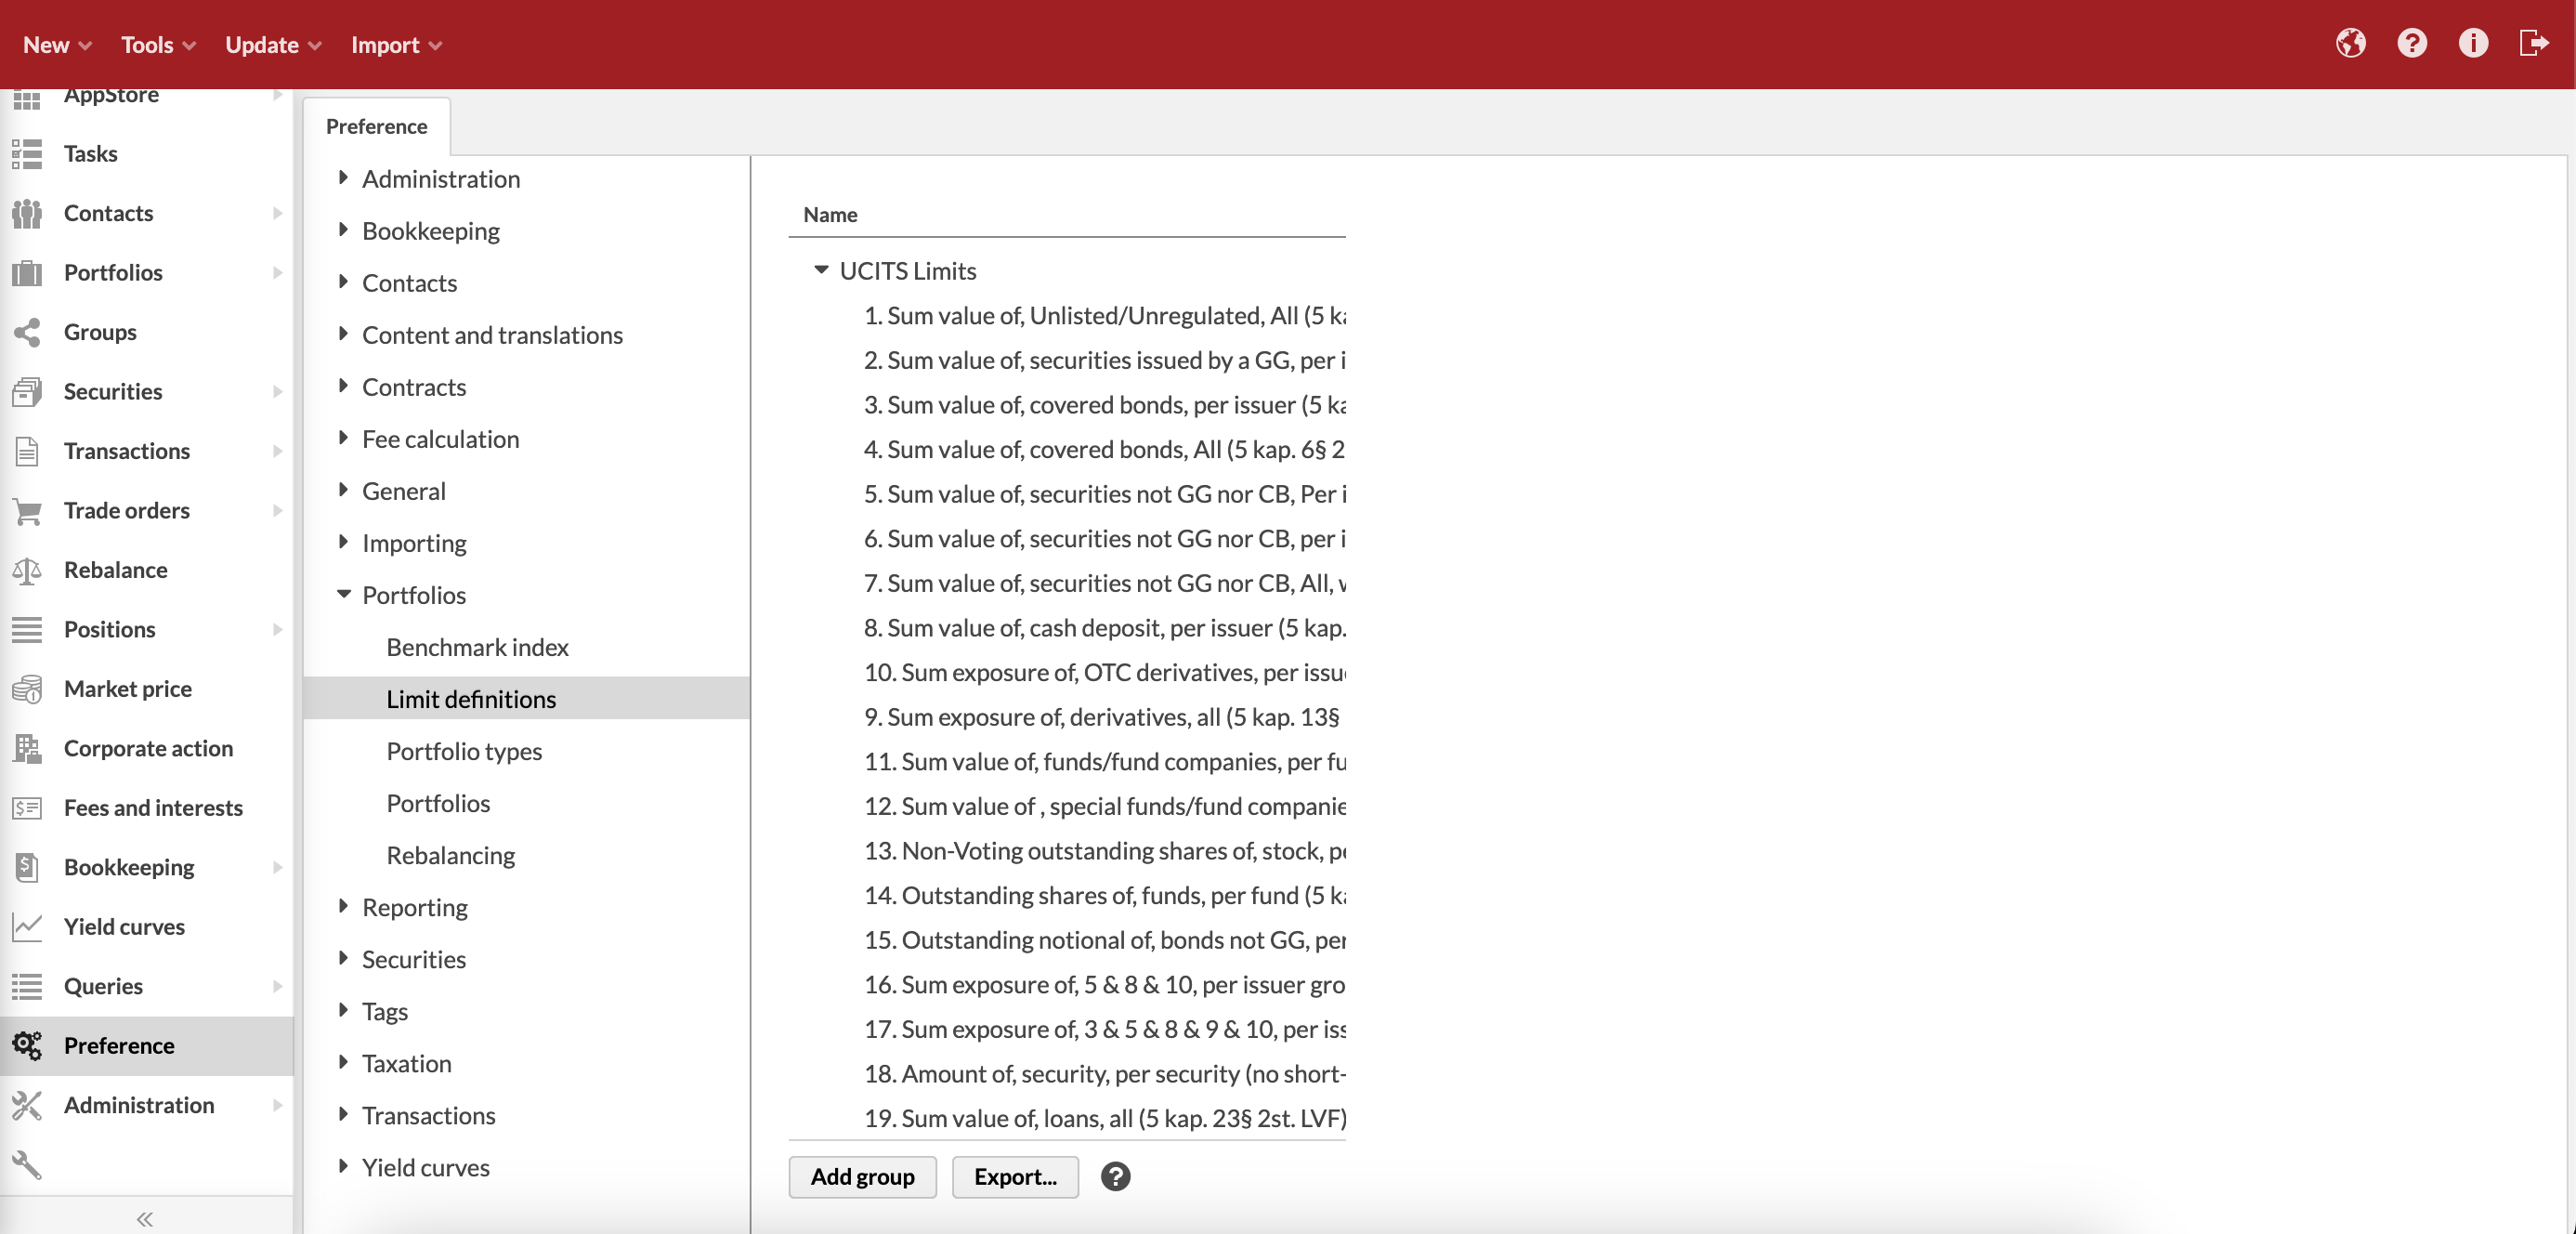 New Tools Update Import
AppStore
Tasks
Contacts
Portfolios
Groups
Securities
Transactions
Trade orders
Rebalance
Positions
Market price
Corporate action
Fees and interests
Bookkeeping
Yield curves
Queries
Preference
Administration
«
Preference
Administration
Bookkeeping
Contacts
Content and translations
Contracts
Fee calculation
General
Importing
Portfolios
Benchmark index
Limit definitions
Portfolio types
Portfolios
Rebalancing
Reporting
Securities
Tags
Taxation
Transactions
Yield curves
Name
UCITS Limits
1. Sum value of, Unlisted/Unregulated, All (5
2. Sum value of, securities issued by a GG, per
3. Sum value of, covered bonds, per issuer (5
4. Sum value of, covered bonds, All (5 kap. 6§ 2
5. Sum value of, securities not GG nor CB, Per
6. Sum value of, securities not GG nor CB, per
7. Sum value of, securities not GG nor CB, All,
8. Sum value of, cash deposit, per issuer (5 kap.
10. Sum exposure of, OTC derivatives, per
9. Sum exposure of, derivatives, all (5 kap. 13§
11. Sum value of, funds/fund companies, per fu
12. Sum value of , special funds/fund companie
13. Non-Voting outstanding shares of, stock,
14. Outstanding shares of, funds, per fund (5
15. Outstanding notional of, bonds not GG, per
16. Sum exposure of, 5 & 8 & 10, per issuer gro
17. Sum exposure of, 3 & 5 & 8 & 9 & 10, per iss
18. Amount of, security, per security (no short-
19. Sum value of, loans, all (5 kap. 23§ 2st. LVF)
Add group Export... ?